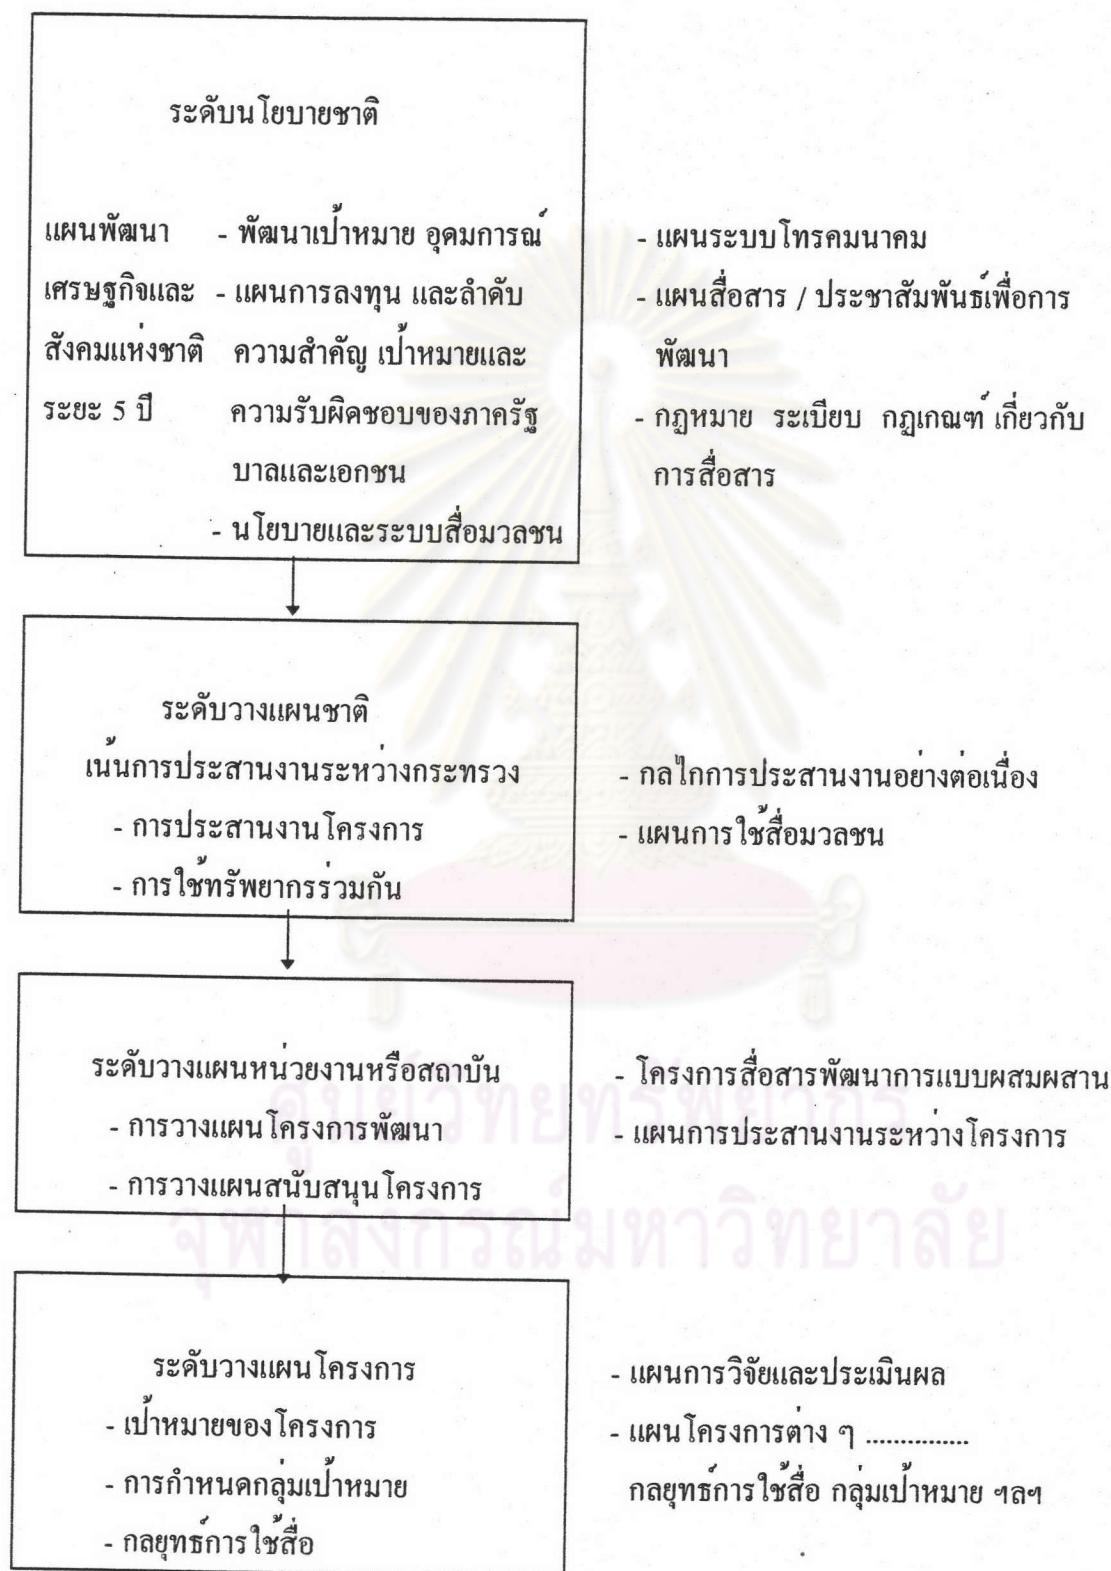 ระดับนโยบายชาติ
แผนพัฒนา - พัฒนาเป้าหมาย อุดมการณ์
เศรษฐกิจและ - แผนการลงทุน และลำดับ
สังคมแห่งชาติ ความสำคัญ เป้าหมายและ
ระยะ 5 ปี ความรับผิดชอบของภาครัฐ
บาลและเอกชน
- นโยบายและระบบสื่อมวลชน
- แผนระบบโทรคมนาคม
- แผนสื่อสาร / ประชาสัมพันธ์เพื่อการ
พัฒนา
- กฎหมาย ระเบียบ กฎเกณฑ์ เกี่ยวกับ
การสื่อสาร
ระดับวางแผนชาติ
เน้นการประสานงานระหว่างกระทรวง
- การประสานงานโครงการ
- การใช้ทรัพยากรร่วมกัน
- กลไกการประสานงานอย่างต่อเนื่อง
- แผนการใช้สื่อมวลชน
ระดับวางแผนหน่วยงานหรือสถาบัน
- การวางแผนโครงการพัฒนา
- การวางแผนสนับสนุนโครงการ
- โครงการสื่อสารพัฒนาการแบบผสมผสาน
- แผนการประสานงานระหว่างโครงการ
ศูนย์วิทยทรัพยากร
จุฬาลงกรณ์มหาวิทยาลัย
ระดับวางแผนโครงการ
- เป้าหมายของโครงการ
- การกำหนดกลุ่มเป้าหมาย
- กลยุทธ์การใช้สื่อ
- แผนการวิจัยและประเมินผล
- แผนโครงการต่าง ๆ ...............
กลยุทธ์การใช้สื่อ กลุ่มเป้าหมาย ฯลฯ